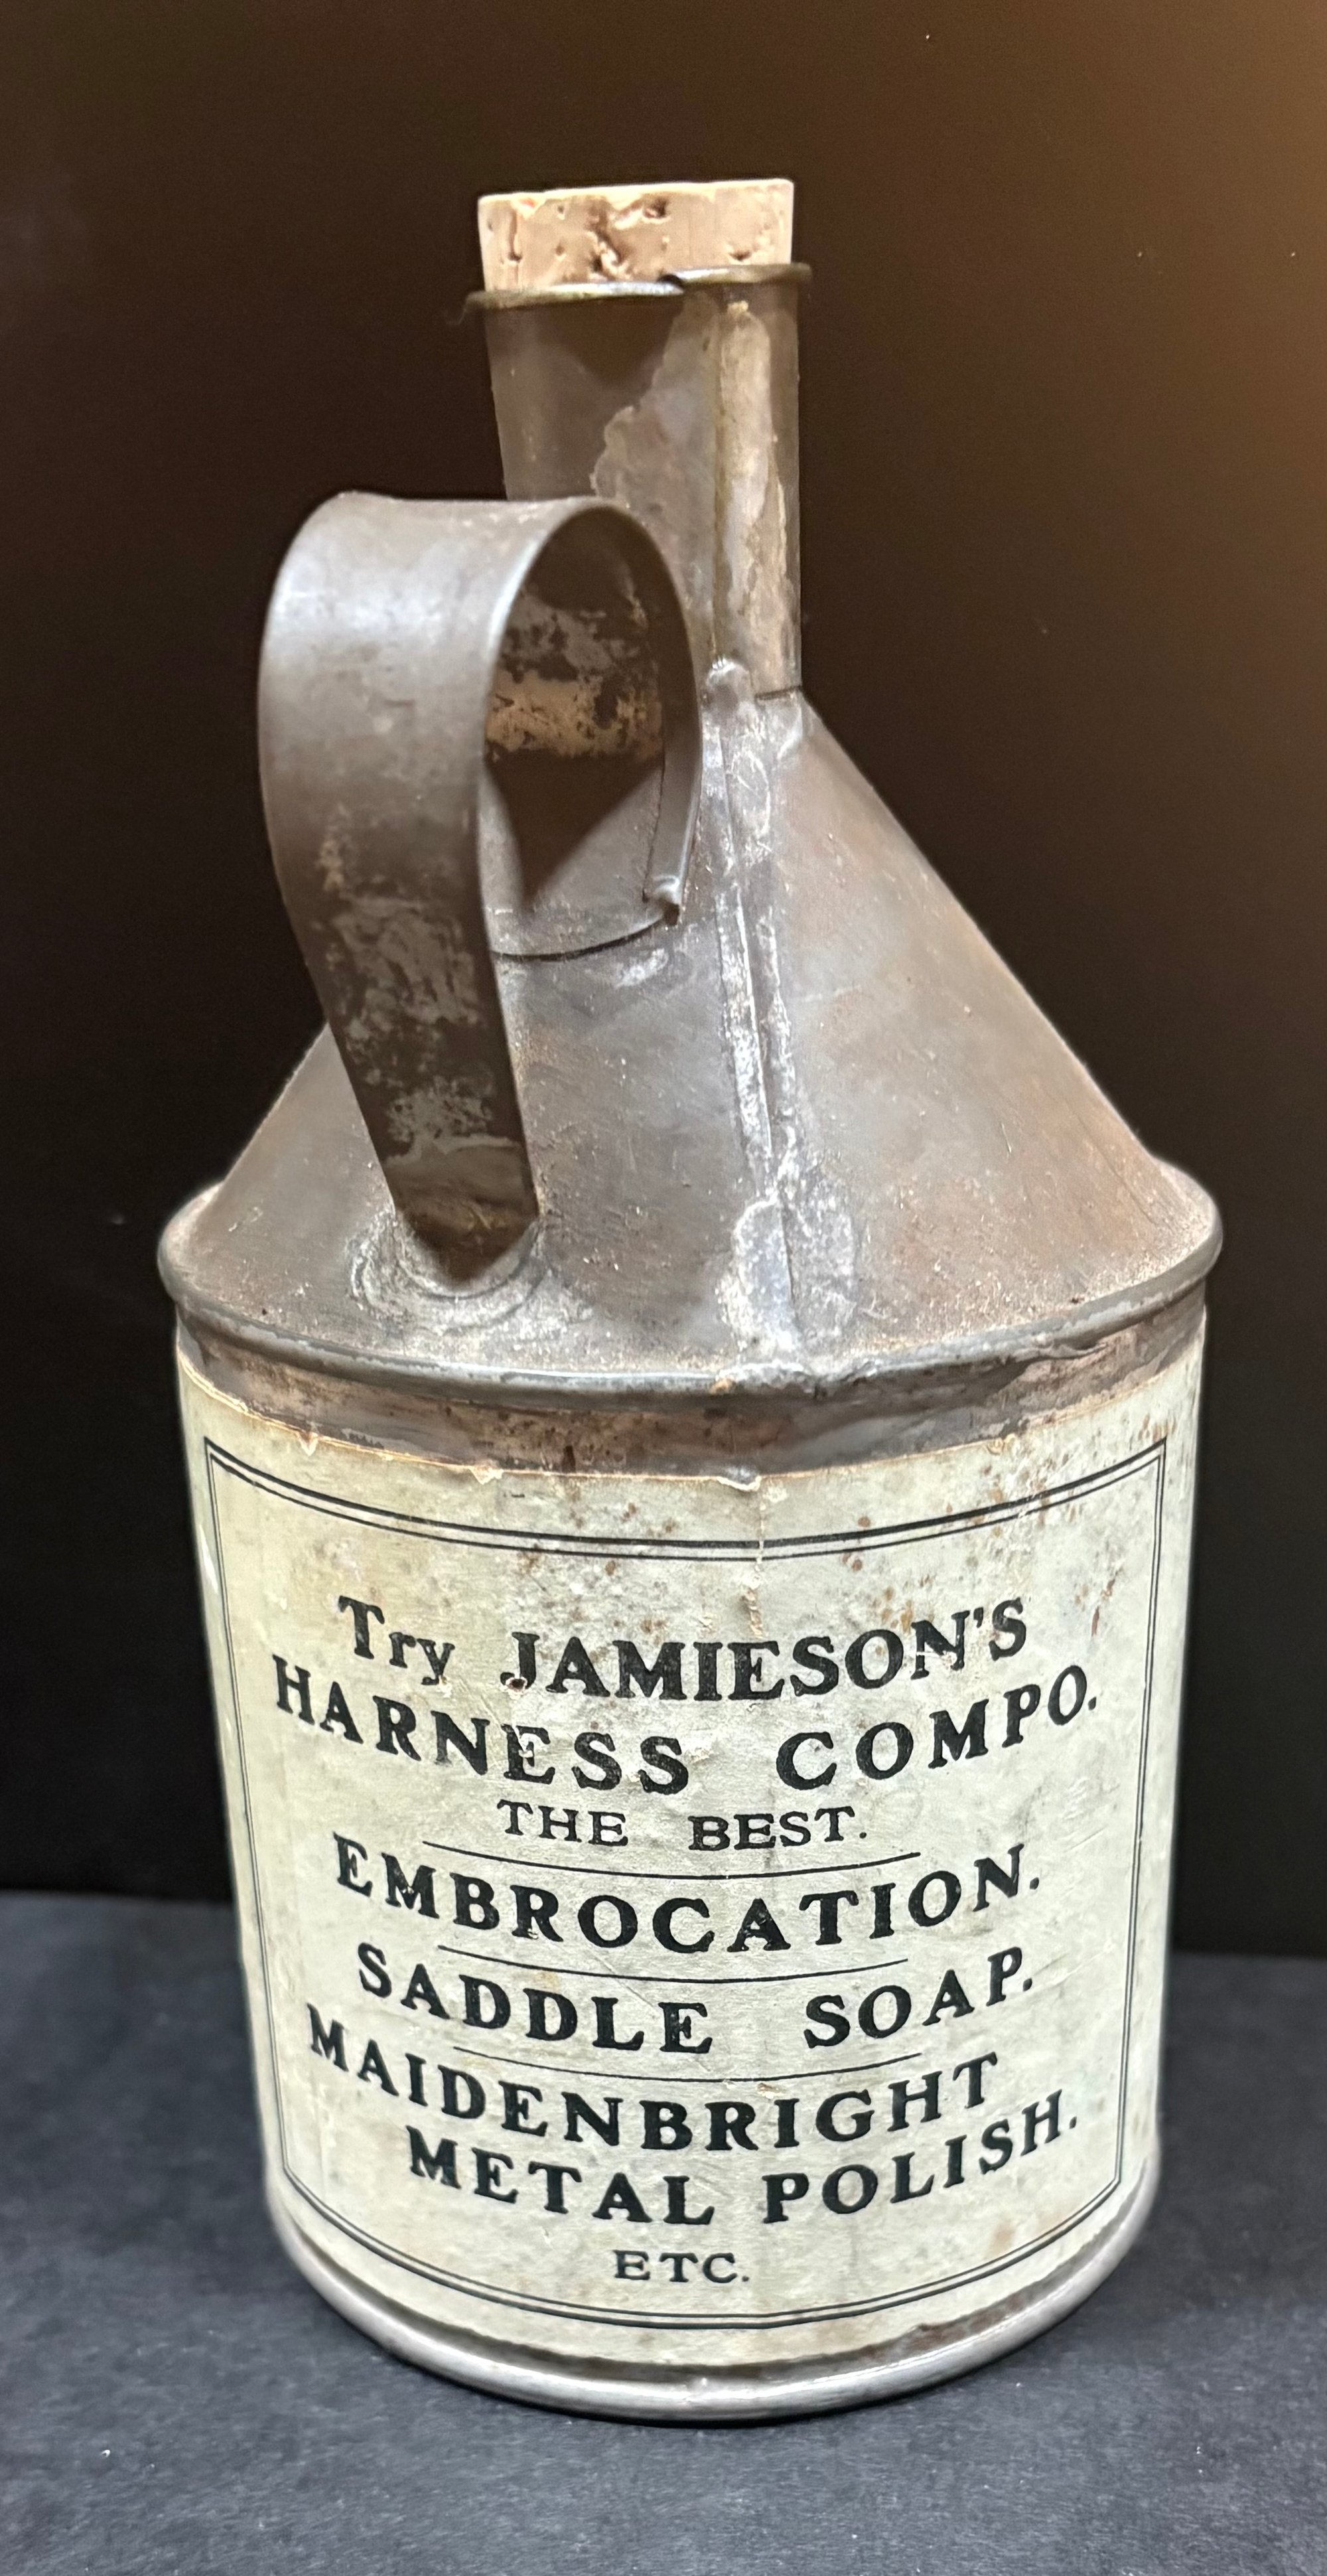 Try JAMIESON'S
HARNESS COMPO.
THE BEST.
EMBROCATION.
SADDLE SOAP.
MAIDENBRIGHT
METAL POLISH.
ETC.